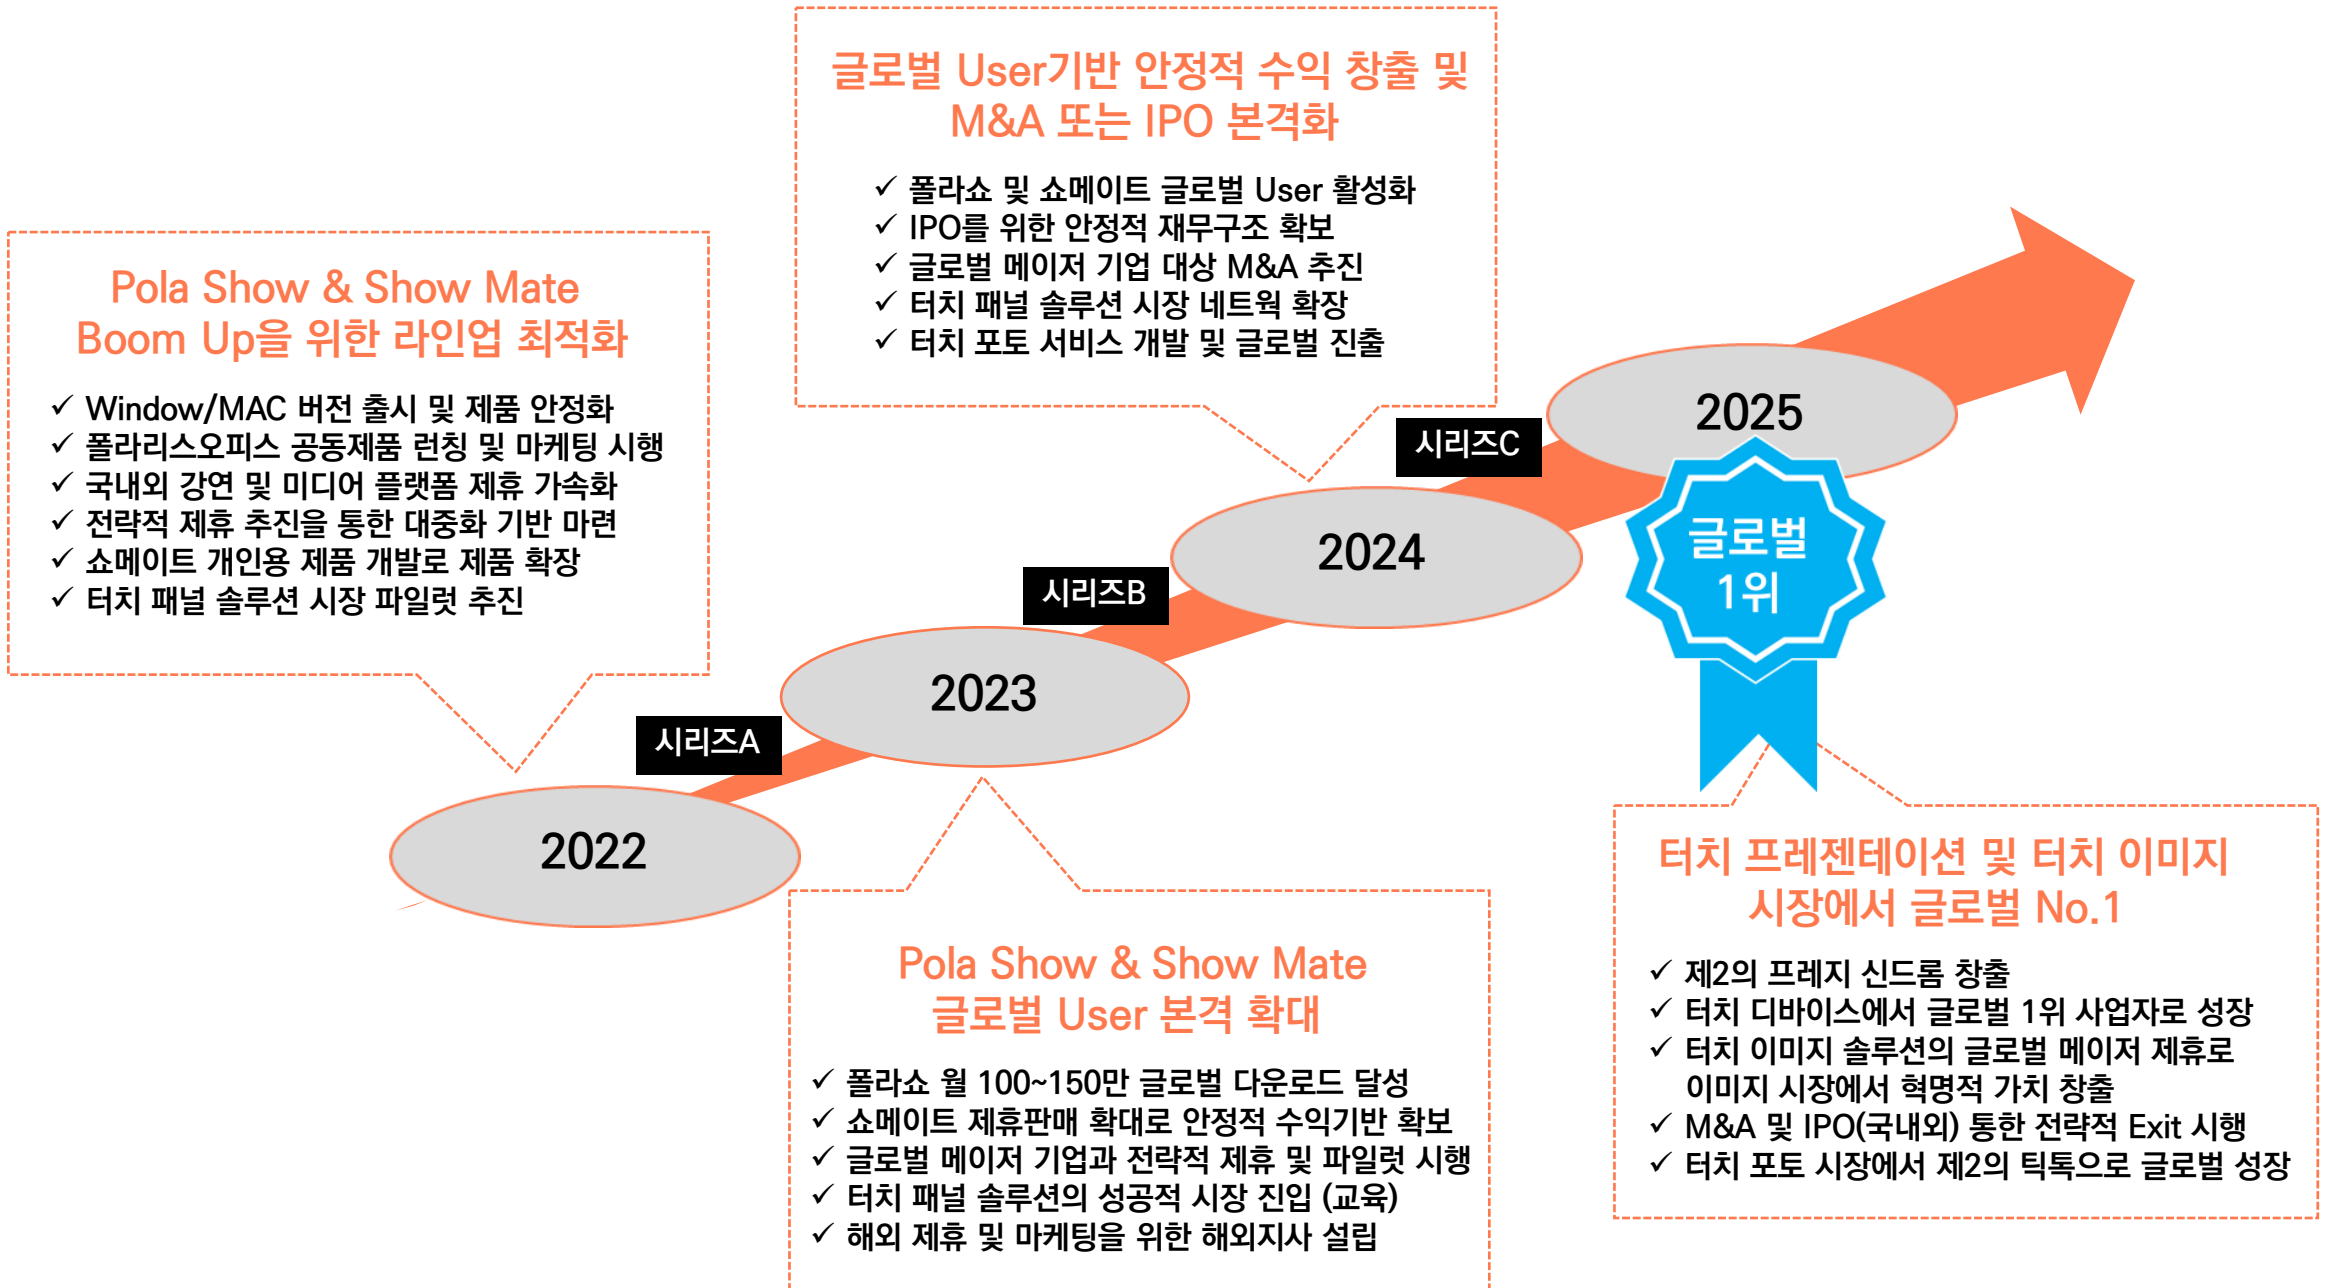 글로벌 User기반 안정적 수익 창출 및
M&A 또는 IPO 본격화
✓ 폴라쇼 및 쇼메이트 글로벌 User 활성화
✓ IPO를 위한 안정적 재무구조 확보
✓ 글로벌 메이저 기업 대상 M&A 추진
✓ 터치 패널 솔루션 시장 네트웍 확장
✓ 터치 포토 서비스 개발 및 글로벌 진출
Pola Show & Show Mate
Boom Up을 위한 라인업 최적화
✓ Window/MAC 버전 출시 및 제품 안정화
✓ 폴라리스오피스 공동제품 런칭 및 마케팅 시행
✓ 국내외 강연 및 미디어 플랫폼 제휴 가속화
✓ 전략적 제휴 추진을 통한 대중화 기반 마련
✓ 쇼메이트 개인용 제품 개발로 제품 확장
✓ 터치 패널 솔루션 시장 파일럿 추진
2025
시리즈C
글로벌
1위
2024
시리즈B
2023
시리즈A
2022
Pola Show & Show Mate
글로벌 User 본격 확대
✓ 폴라쇼 월 100~150만 글로벌 다운로드 달성
✓ 쇼메이트 제휴판매 확대로 안정적 수익기반 확보
✓ 글로벌 메이저 기업과 전략적 제휴 및 파일럿 시행
✓ 터치 패널 솔루션의 성공적 시장 진입 (교육)
✓ 해외 제휴 및 마케팅을 위한 해외지사 설립
터치 프레젠테이션 및 터치 이미지
시장에서 글로벌 No.1
✓ 제2의 프레지 신드롬 창출
✓ 터치 디바이스에서 글로벌 1위 사업자로 성장
✓ 터치 이미지 솔루션의 글로벌 메이저 제휴로
이미지 시장에서 혁명적 가치 창출
✓ M&A 및 IPO(국내외) 통한 전략적 Exit 시행
✓ 터치 포토 시장에서 제2의 틱톡으로 글로벌 성장